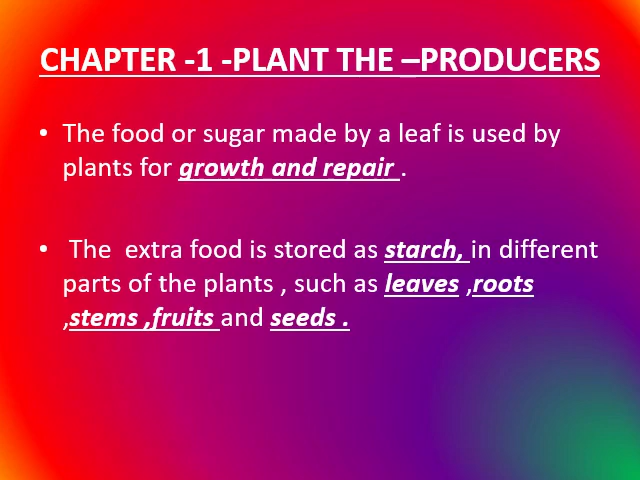 CHAPTER -1 -PLANT THE –PRODUCERS
• The food or sugar made by a leaf is used by
plants for growth and repair .
• The  extra food is stored as starch, in different
parts of the plants , such as leaves ,roots
,stems ,fruits and seeds .